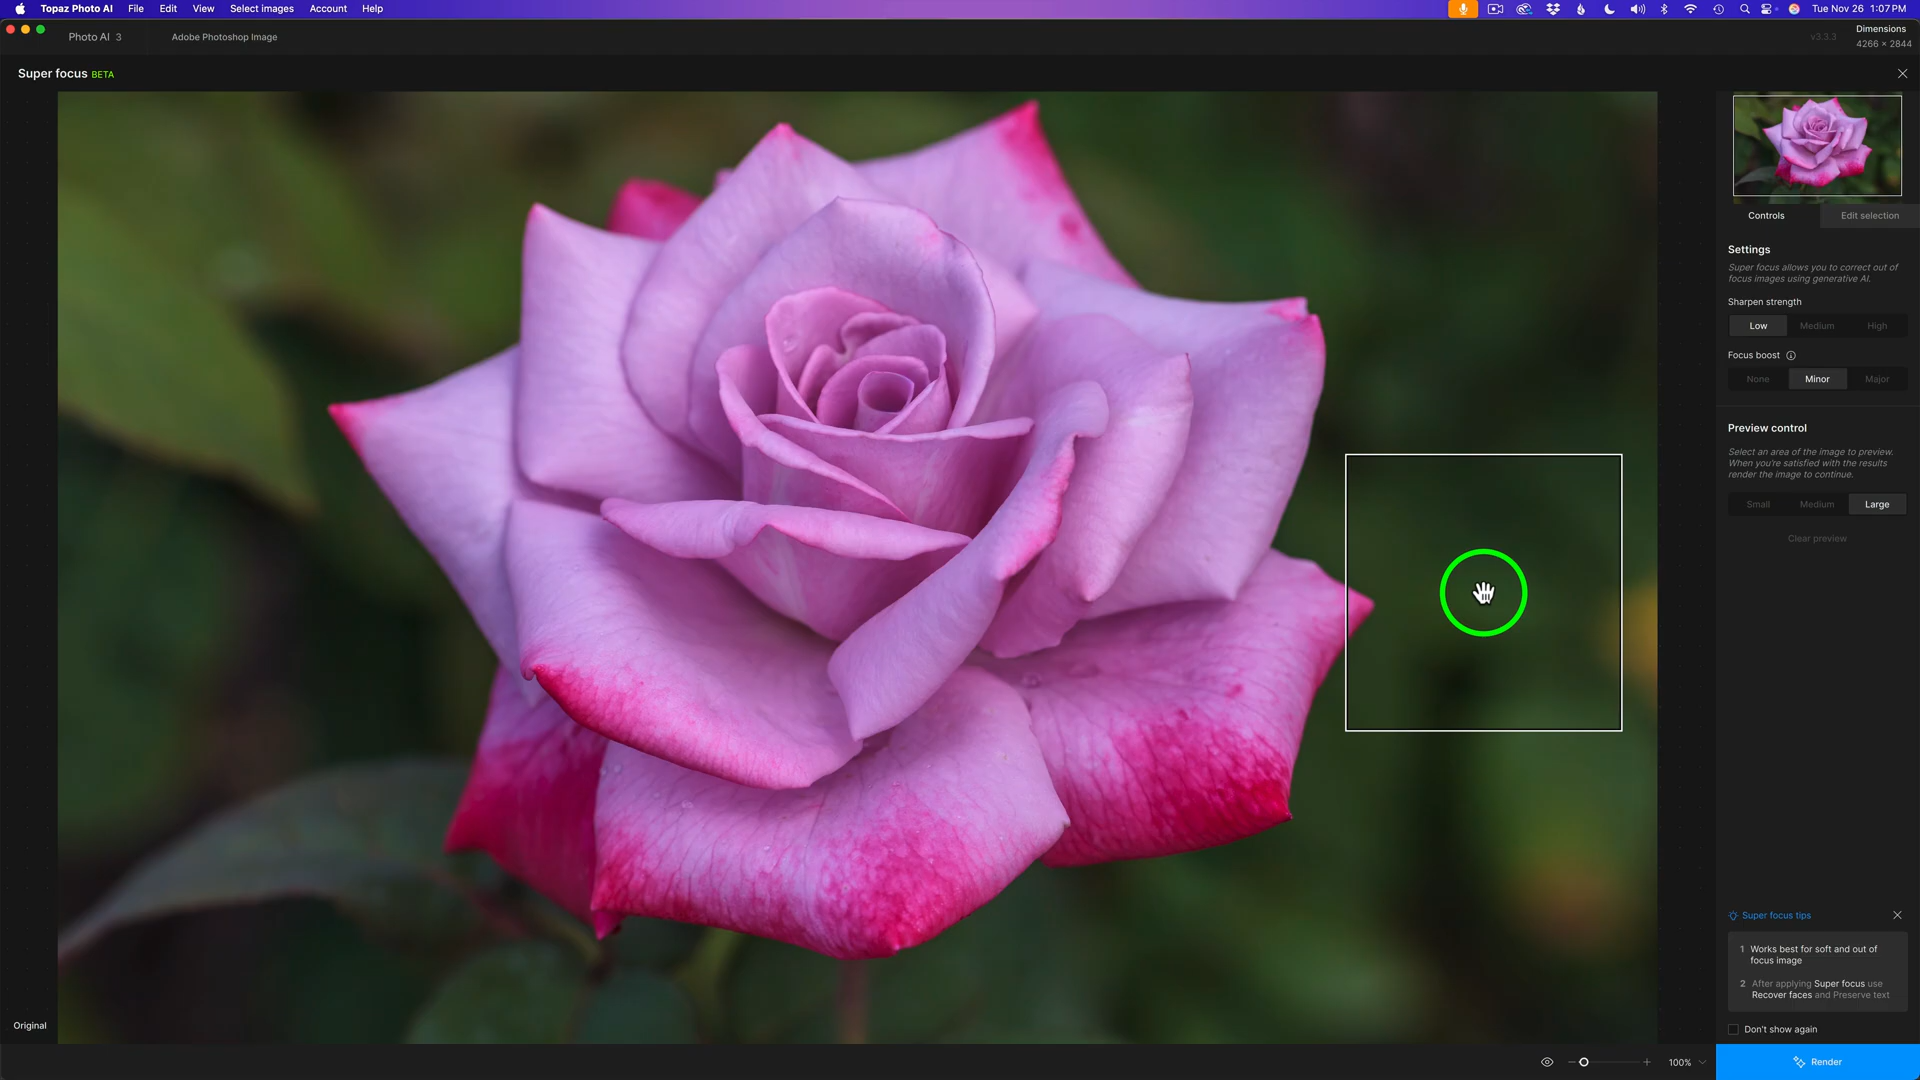 Topaz Photo AI File Edit View Select images Account Help Tue Nov 26 1:07 PM
Photo AI 3 Adobe Photoshop Image v3.3.3 Dimensions
4266 × 2844
Super focus BETA
Controls Edit selection
Settings
Super focus allows you to correct out of
focus images using generative AI.
Sharpen strength
Low Medium High
Focus boost
None Minor Major
Preview control
Select an area of the image to preview.
When you're satisfied with the results
render the image to continue.
Small Medium Large
Clear preview
Super focus tips
1 Works best for soft and out of
focus image
2 After applying Super focus use
Recover faces and Preserve text
Original
Don't show again
100%
Render